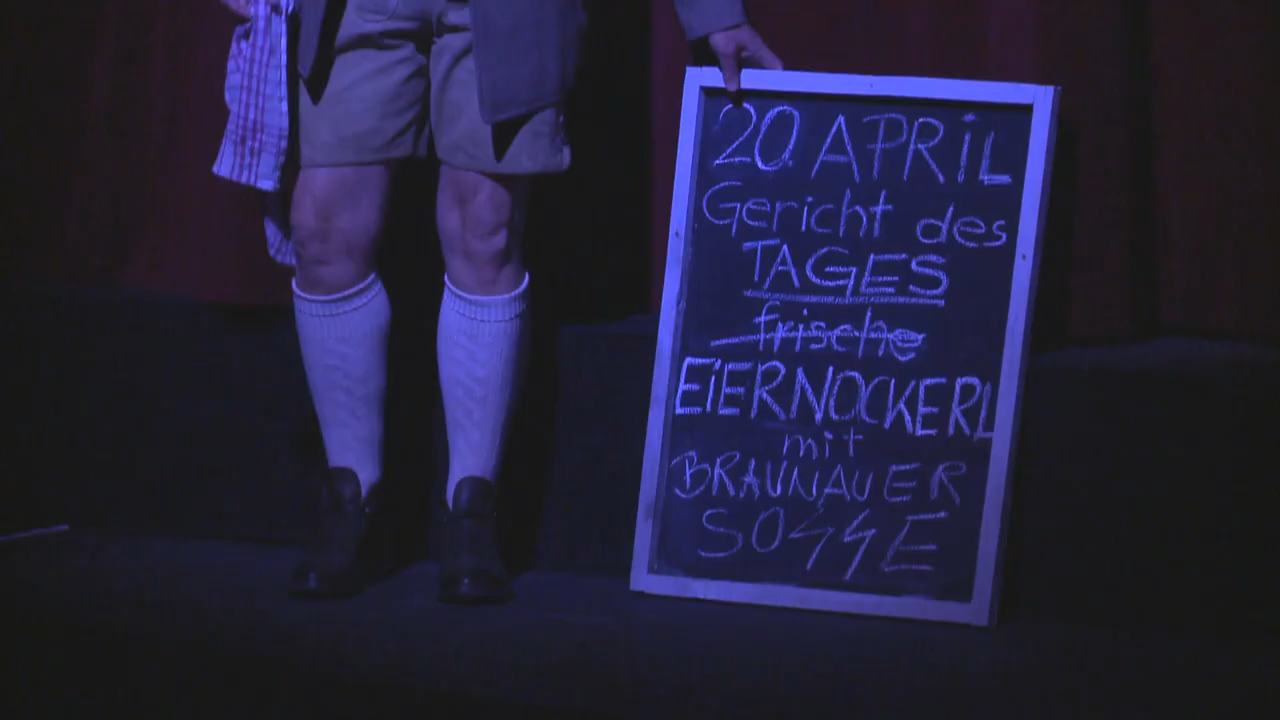 20. APRiL
Gericht des
TAGES
frische
EiERNOCKERL
mit
BRAUNAUER
SOSSE